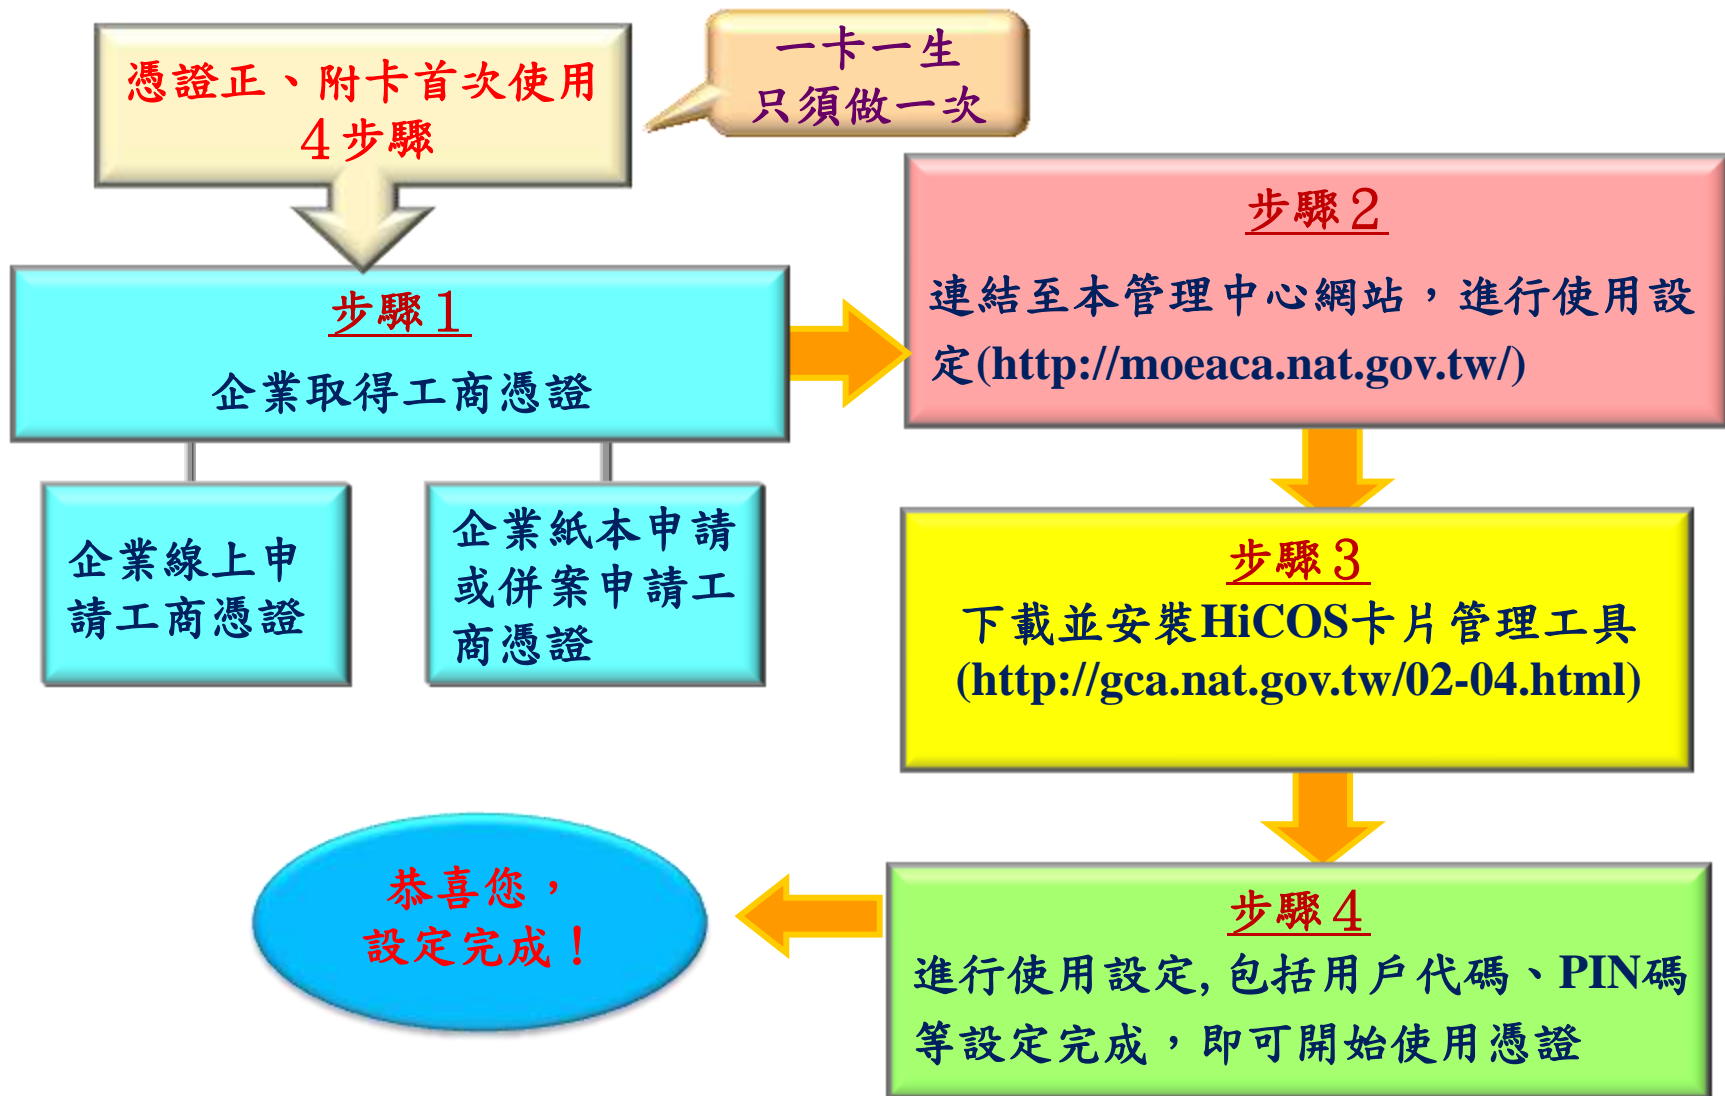 憑證正、附卡首次使用
4步驟
一卡一生
只須做一次
步驟1
企業取得工商憑證
企業線上申
請工商憑證
企業紙本申請
或併案申請工
商憑證
步驟2
連結至本管理中心網站，進行使用設
定(http://moeaca.nat.gov.tw/)
步驟3
下載並安裝HiCOS卡片管理工具
(http://gca.nat.gov.tw/02-04.html)
步驟4
進行使用設定, 包括用戶代碼、PIN碼
等設定完成，即可開始使用憑證
恭喜您，
設定完成！